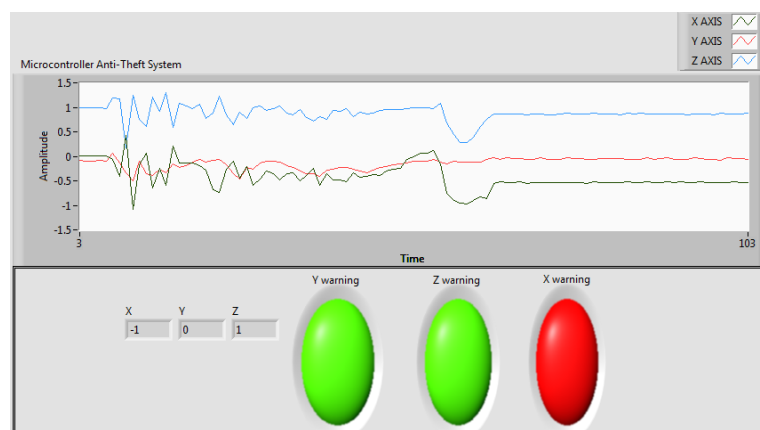 X AXIS
Y AXIS
Z AXIS
Microcontroller Anti-Theft System
Amplitude
1.5
1
0.5
0
-0.5
-1
-1.5
3
103
Time
Y warning
Z warning
X warning
X
Y
Z
-1
0
1